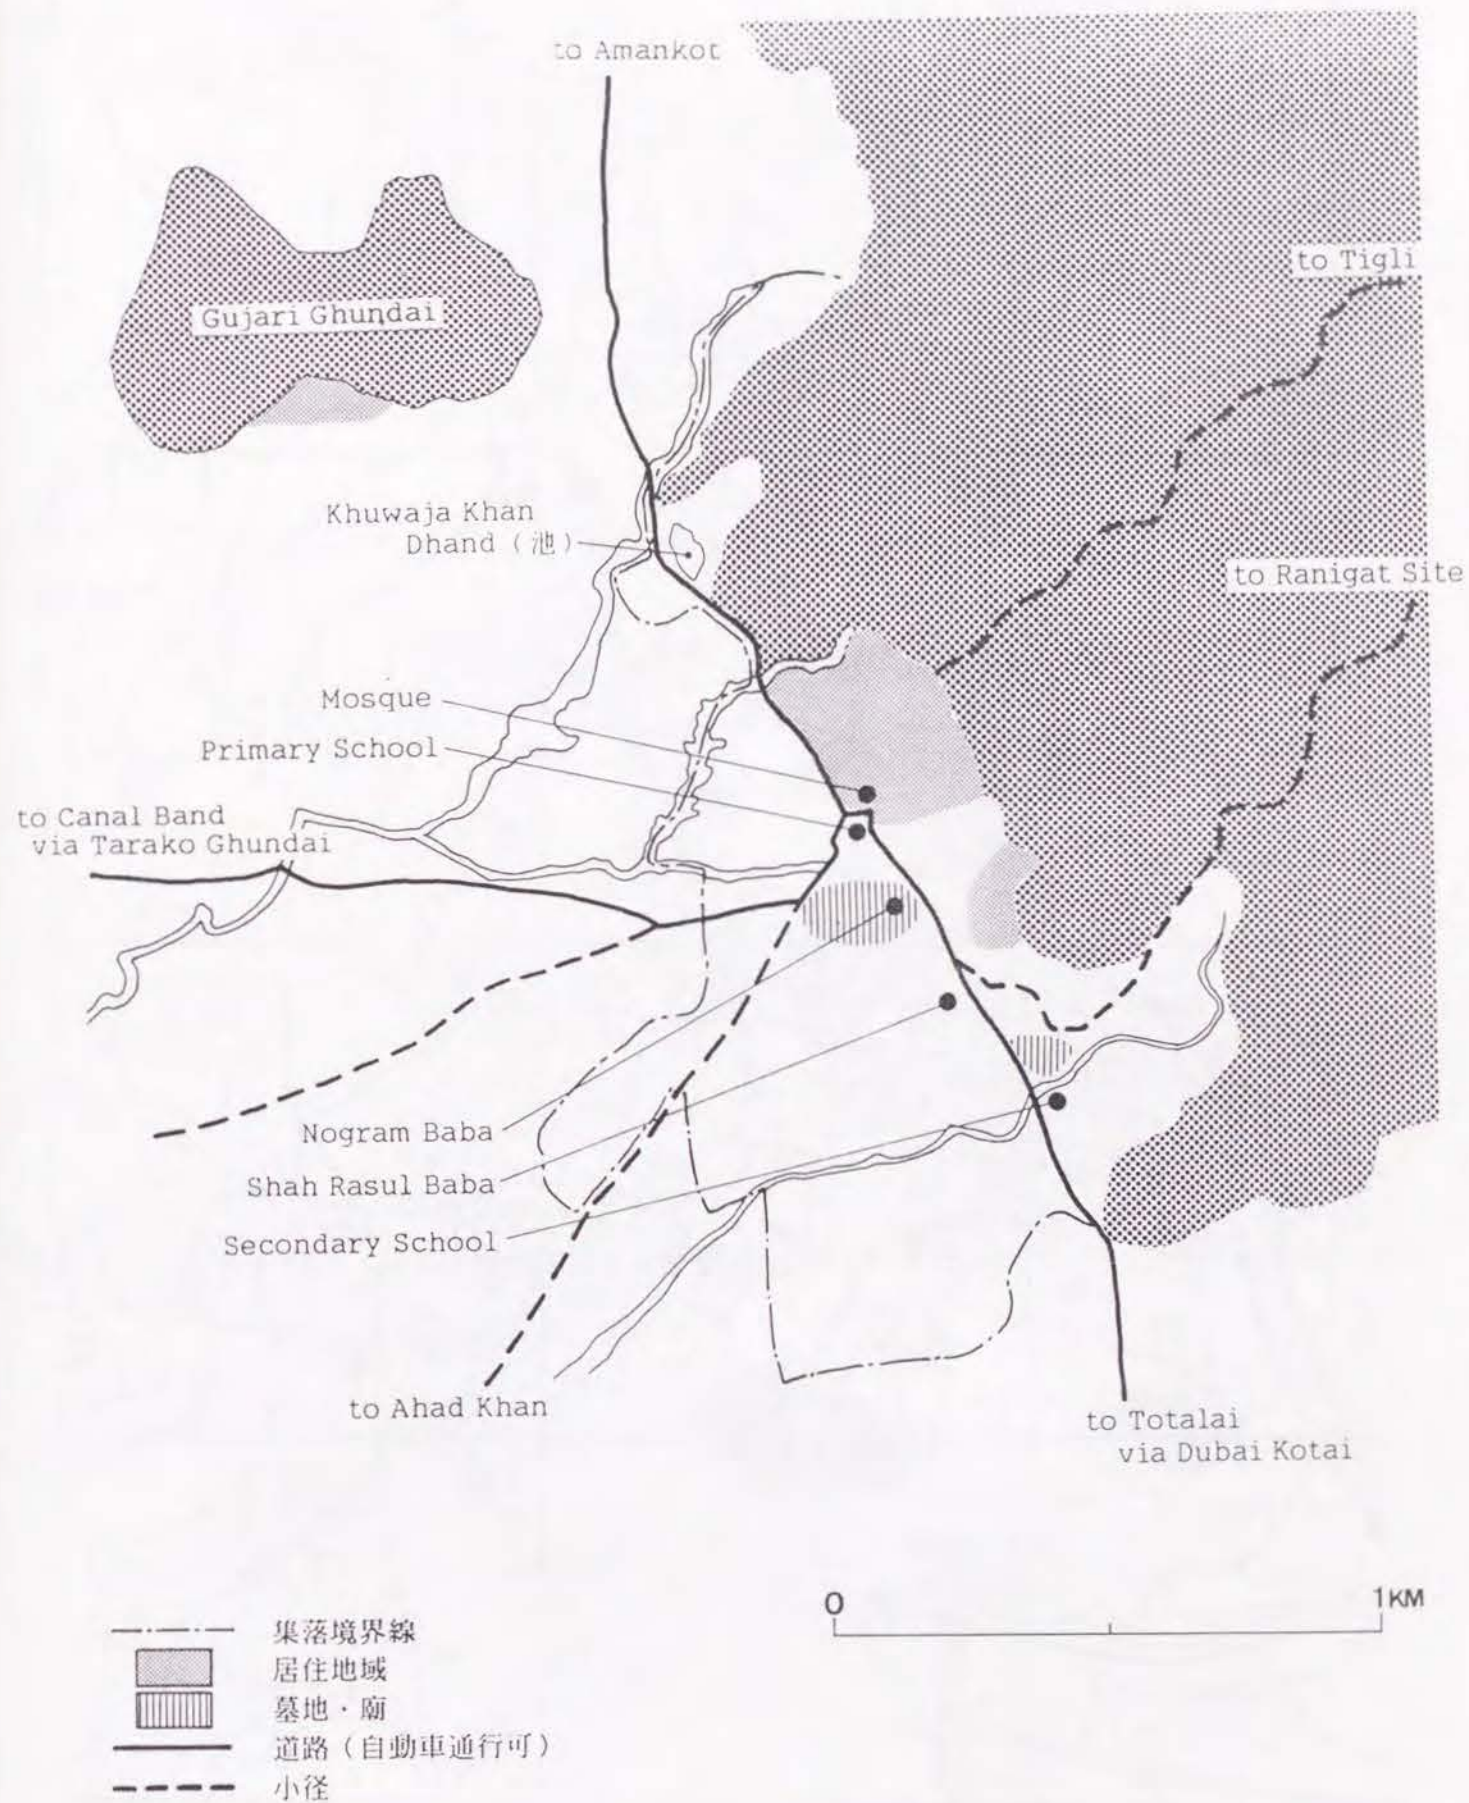 to Amankot
to Tigli
Gujari Ghundai
Khuwaja Khan
Dhand (池)
to Ranigat Site
Mosque
Primary School
to Canal Band
via Tarako Ghundai
Nogram Baba
Shah Rasul Baba
Secondary School
to Ahad Khan
to Totalai
via Dubai Kotai
0 1KM
集落境界線
居住地域
墓地・廟
道路（自動車通行可）
小径